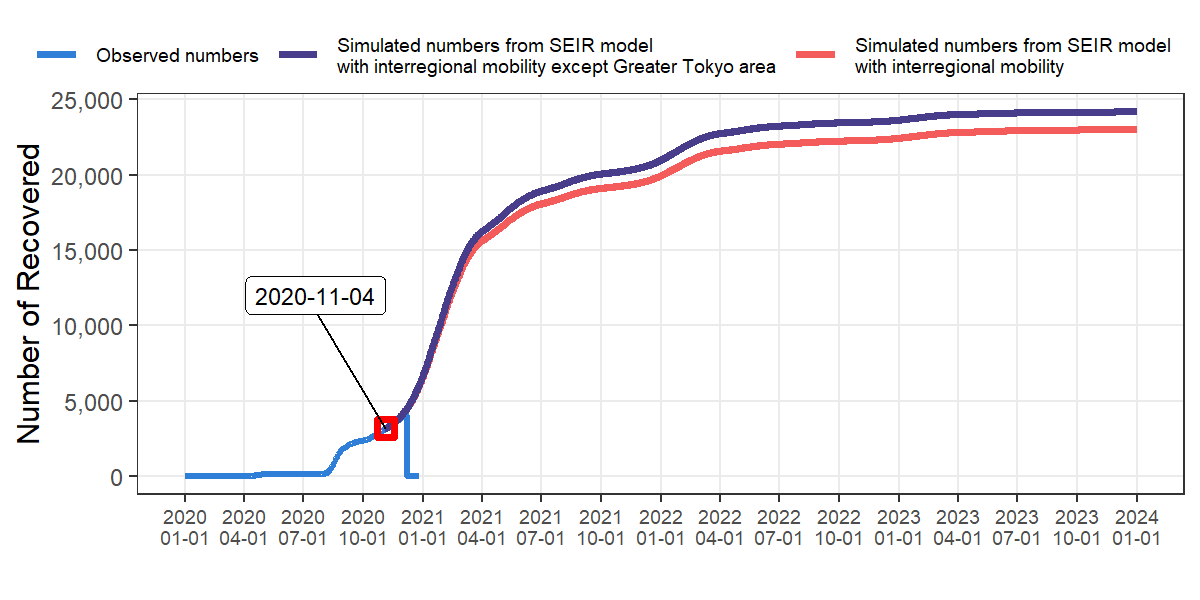 Observed numbers
Simulated numbers from SEIR model
with interregional mobility except Greater Tokyo area
Simulated numbers from SEIR model
with interregional mobility
Number of Recovered
25,000
20,000
15,000
10,000
5,000
0
2020-11-04
2020 2020 2020 2020 2021 2021 2021 2021 2022 2022 2022 2022 2023 2023 2023 2023 2024
01-01 04-01 07-01 10-01 01-01 04-01 07-01 10-01 01-01 04-01 07-01 10-01 01-01 04-01 07-01 10-01 01-01